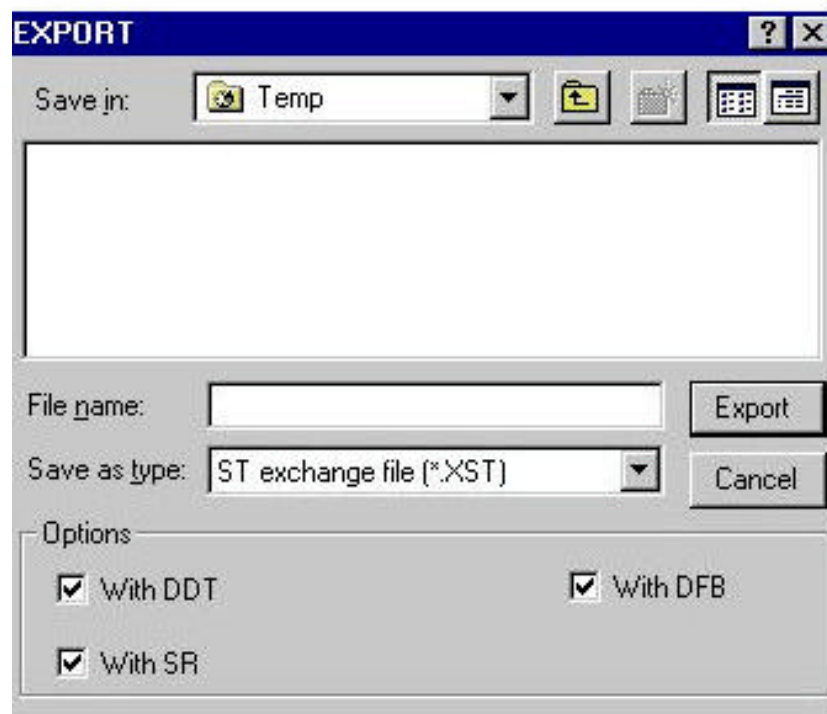 EXPORT
Save in: Temp
File name:
Export
Save as type: ST exchange file (*.XST)
Cancel
Options
With DDT
With DFB
With SR